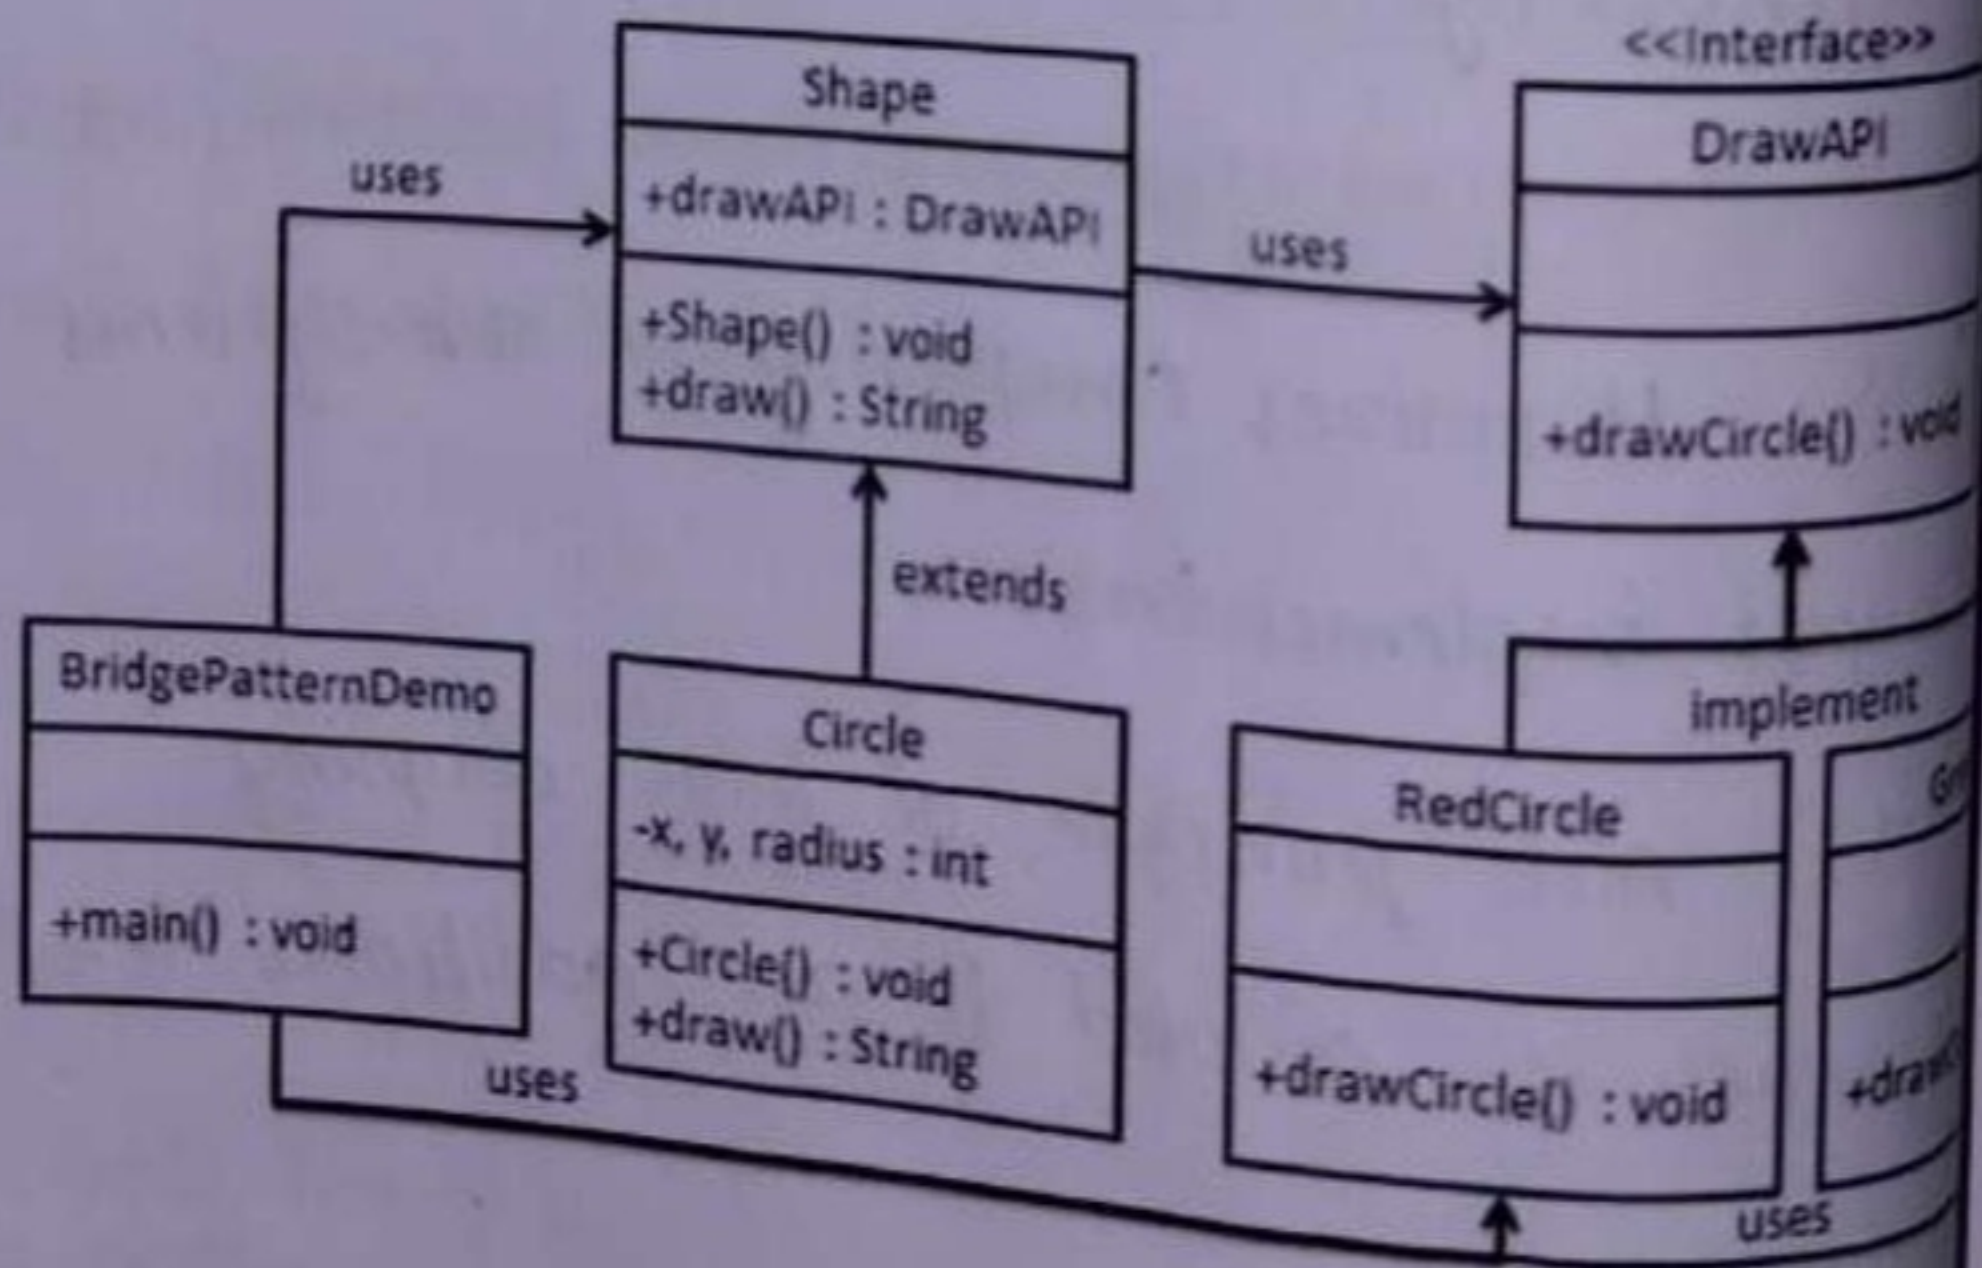 Shape
+drawAPI : DrawAPI
+Shape() : void
+draw() : String
uses
uses
<<Interface>>
DrawAPI
+drawCircle() : void
extends
implement
BridgePatternDemo
+main() : void
Circle
-x, y, radius : int
+Circle() : void
+draw() : String
RedCircle
+drawCircle() : void
uses
uses